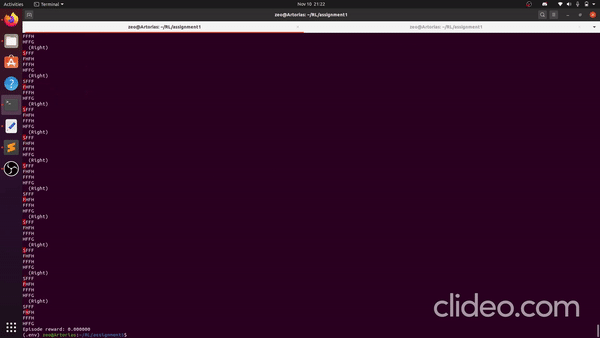 Activities
Terminal
Nov 10 21:22
zeo@Artorias: ~/RL/assignment1
zeo@Artorias: ~/RL/assignment1
zeo@Artorias: ~/RL/assignment1
FFFH
HFFG
(Right)
SFFF
FHFH
FFFH
HFFG
(Right)
SFFF
FHFH
FFFH
HFFG
(Right)
SFFF
FHFH
FFFH
HFFG
(Right)
SFFF
FHFH
FFFH
HFFG
(Right)
SFFF
FHFH
FFFH
HFFG
(Right)
SFFF
FHFH
FFFH
HFFG
(Right)
SFFF
FHFH
FFFH
HFFG
(Right)
SFFF
FHFH
FFFH
HFFG
(Right)
SFFF
FHFH
FFFH
HFFG
(Right)
SFFF
FHFH
FFFH
HFFG
Episode reward: 0.000000
(.env) zeo@Artorias:~/RL/assignment1$
clideo.com